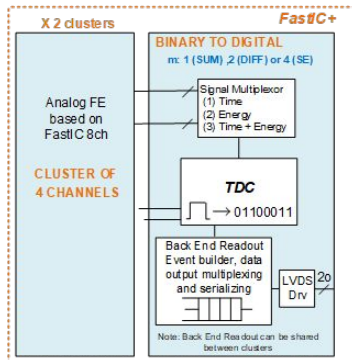 FastIC+
X 2 clusters
Analog FE
based on
FastIC 8ch
CLUSTER OF
4 CHANNELS
BINARY TO DIGITAL
m: 1 (SUM) ,2 (DIFF) or 4 (SE)
Signal Multiplexor
(1) Time
(2) Energy
(3) Time + Energy
TDC
01100011
Back End Readout
Event builder, data
output multiplexing
and serializing
LVDS
Drv
2o
Note: Back End Readout can be shared
between clusters